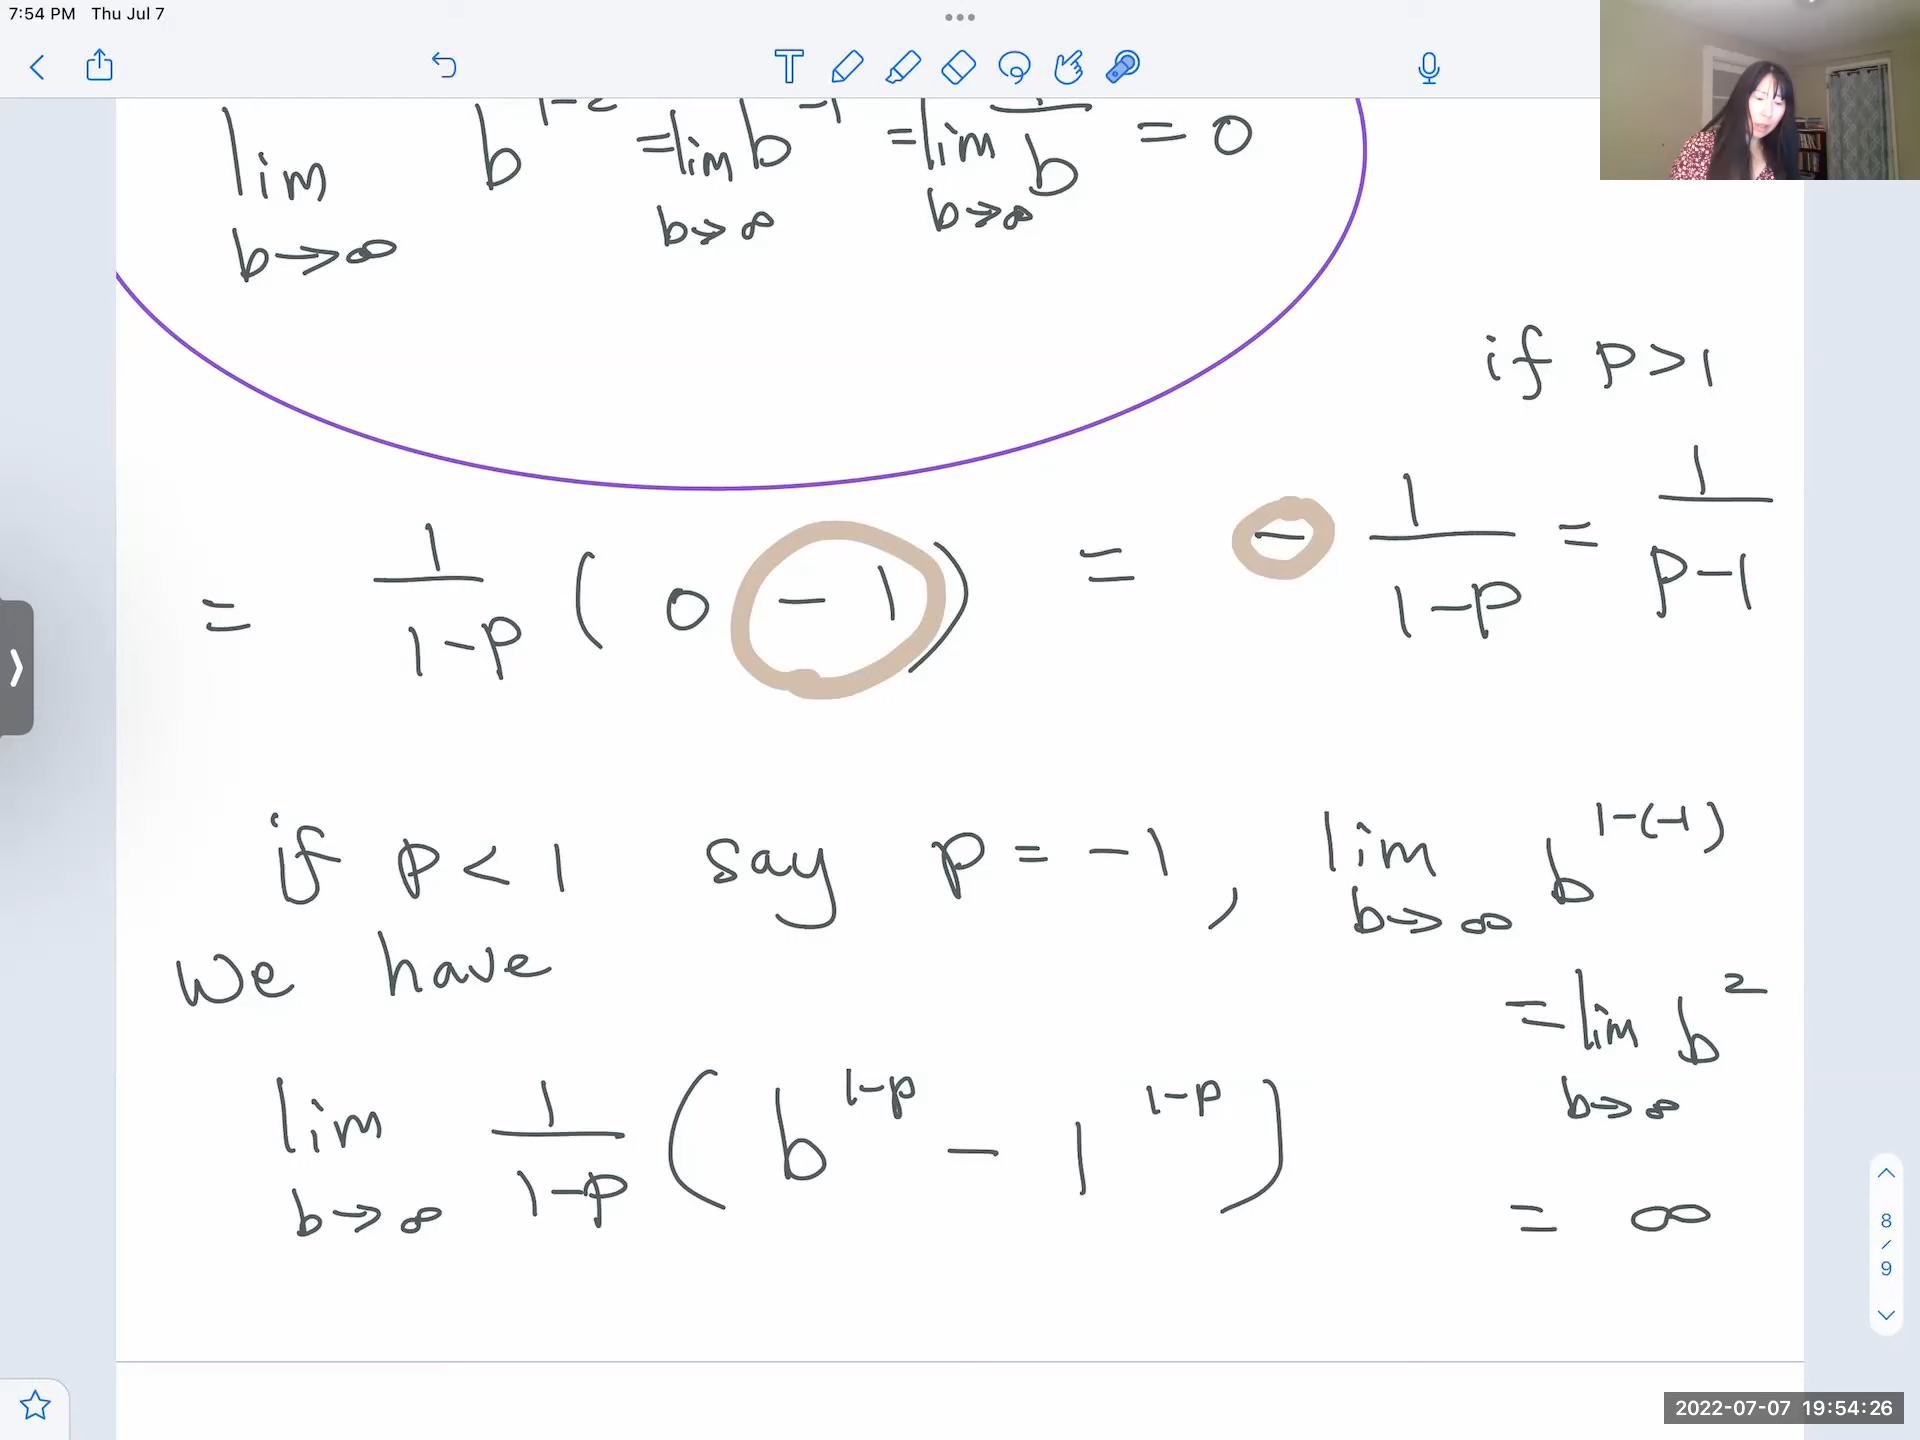 7:54 PM Thu Jul 7
lim b→∞ b^{1-2} = lim b→∞ b^{-1} = lim b→∞ 1/b = 0
if p>1
= 1/(1-p) (0 - 1) = - 1/(1-p) = 1/(p-1)
if p < 1 say p = -1, lim b→∞ b^{1-(-1)}
we have
= lim b→∞ b^2
lim b→∞ 1/(1-p) (b^{1-p} - 1^{1-p})
= ∞
8
/
9
2022-07-07 19:54:26